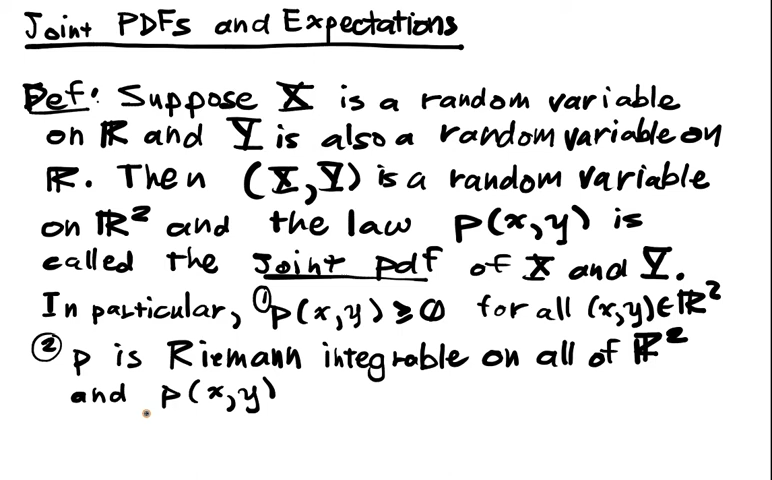 Joint PDFs and Expectations
Def: Suppose X is a random variable
on ℝ and Y is also a random variable on
ℝ. Then (X,Y) is a random variable
on ℝ² and the law p(x,y) is
called the Joint pdf of X and Y.
In particular, ① p(x,y) ≥ 0 for all (x,y)∈ℝ²
② p is Riemann integrable on all of ℝ²
and p(x,y)